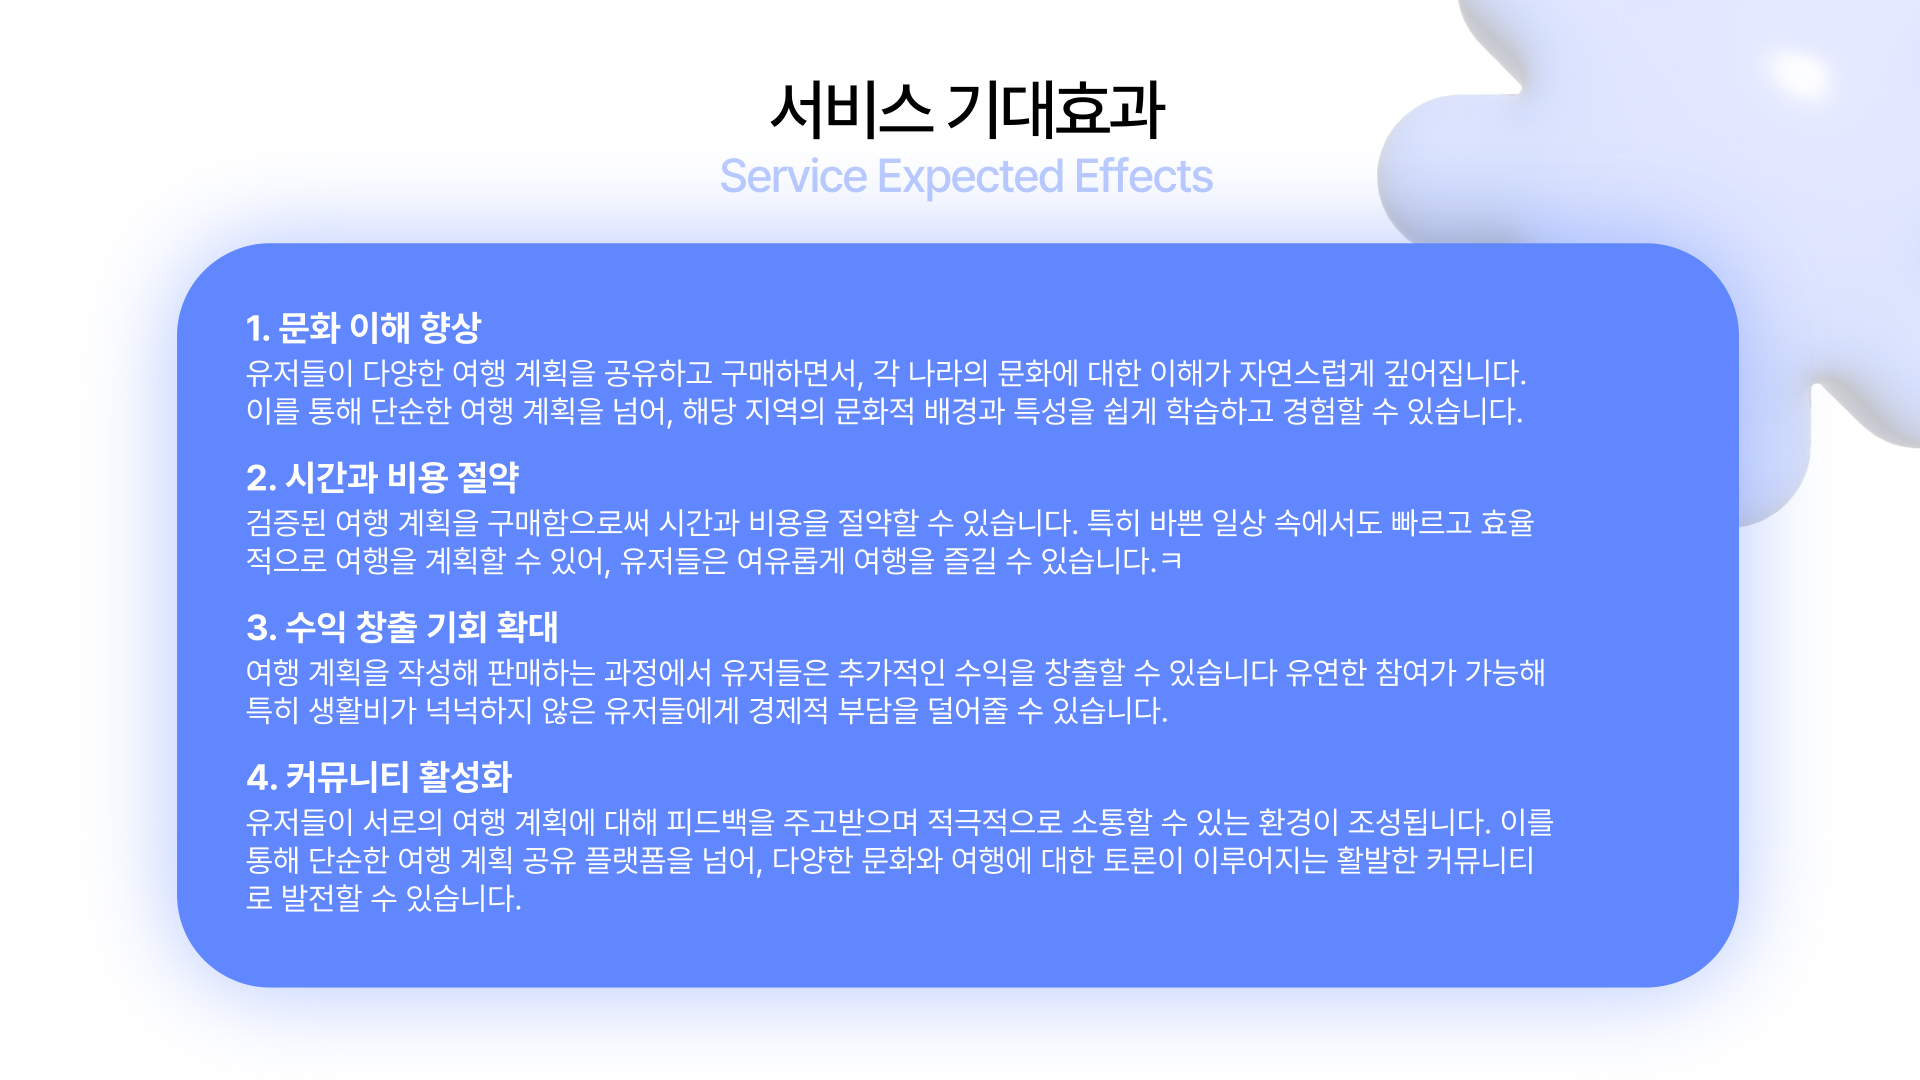 서비스 기대효과
Service Expected Effects
1. 문화 이해 향상
유저들이 다양한 여행 계획을 공유하고 구매하면서, 각 나라의 문화에 대한 이해가 자연스럽게 깊어집니다.
이를 통해 단순한 여행 계획을 넘어, 해당 지역의 문화적 배경과 특성을 쉽게 학습하고 경험할 수 있습니다.
2. 시간과 비용 절약
검증된 여행 계획을 구매함으로써 시간과 비용을 절약할 수 있습니다. 특히 바쁜 일상 속에서도 빠르고 효율
적으로 여행을 계획할 수 있어, 유저들은 여유롭게 여행을 즐길 수 있습니다.ㅋ
3. 수익 창출 기회 확대
여행 계획을 작성해 판매하는 과정에서 유저들은 추가적인 수익을 창출할 수 있습니다 유연한 참여가 가능해
특히 생활비가 넉넉하지 않은 유저들에게 경제적 부담을 덜어줄 수 있습니다.
4. 커뮤니티 활성화
유저들이 서로의 여행 계획에 대해 피드백을 주고받으며 적극적으로 소통할 수 있는 환경이 조성됩니다. 이를
통해 단순한 여행 계획 공유 플랫폼을 넘어, 다양한 문화와 여행에 대한 토론이 이루어지는 활발한 커뮤니티
로 발전할 수 있습니다.